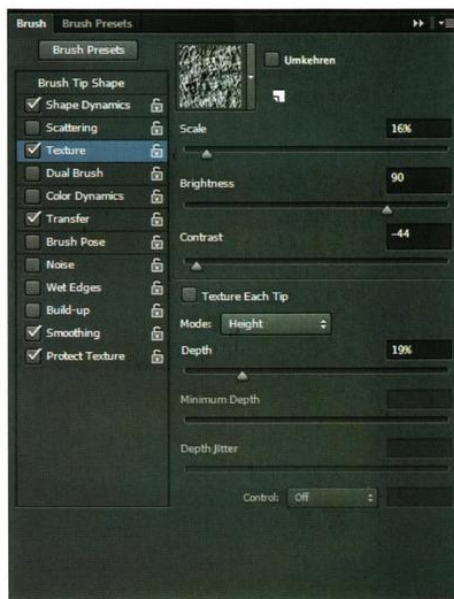 Brush
Brush Presets
Brush Presets
Brush Tip Shape
Shape Dynamics
Scattering
Texture
Dual Brush
Color Dynamics
Transfer
Brush Pose
Noise
Wet Edges
Build-up
Smoothing
Protect Texture
Umkehren
Scale 16%
Brightness 90
Contrast -44
Texture Each Tip
Mode: Height
Depth 19%
Minimum Depth
Depth Jitter
Control: Off